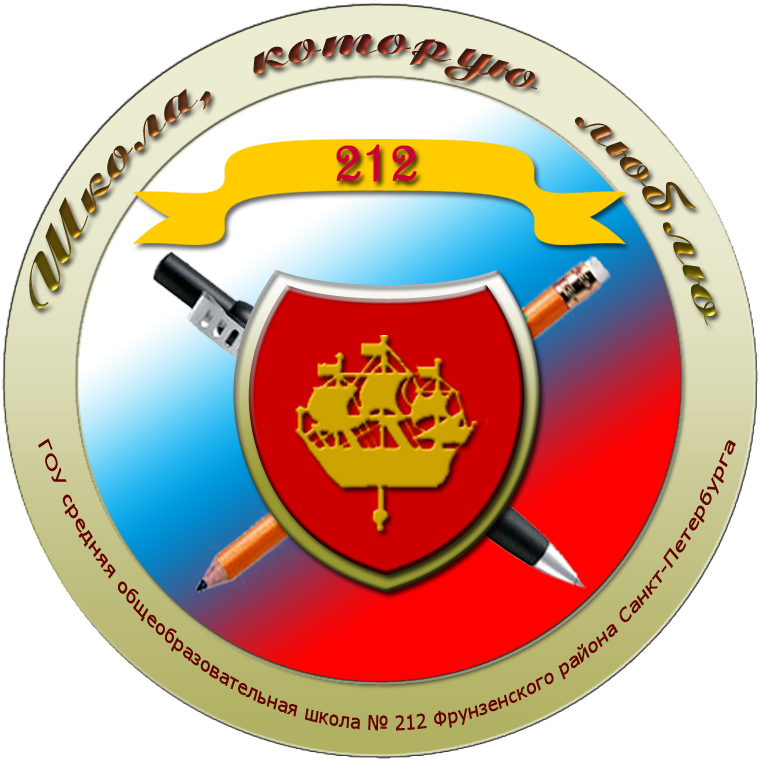 Школа, которую люблю
212
ГОУ средняя общеобразовательная школа № 212 Фрунзенского района Санкт-Петербурга